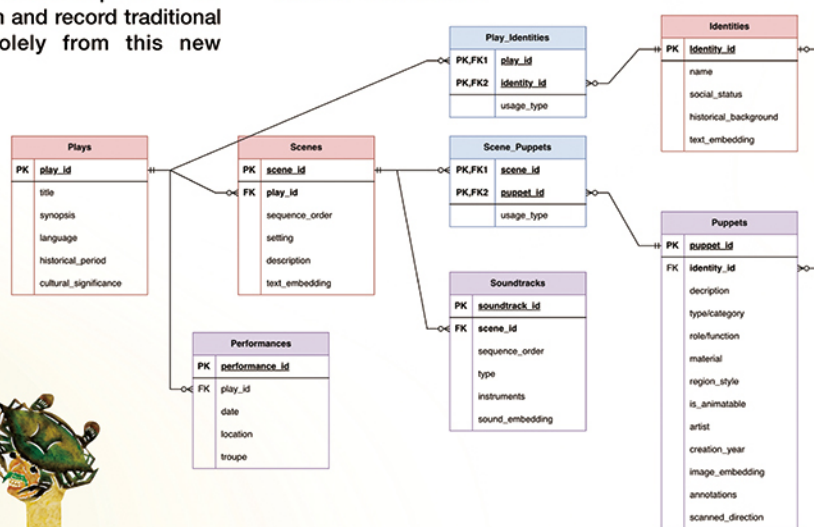 n and record traditional
olely from this new
Plays
PK play_id
title
synopsis
language
historical_period
cultural_significance
Scenes
PK scene_id
FK play_id
sequence_order
setting
description
text_embedding
Performances
PK performance_id
FK play_id
date
location
troupe
Play_Identities
PK,FK1 play_id
PK,FK2 identity_id
usage_type
Scene_Puppets
PK,FK1 scene_id
PK,FK2 puppet_id
usage_type
Soundtracks
PK soundtrack_id
FK scene_id
sequence_order
type
instruments
sound_embedding
Identities
PK Identity_id
name
social_status
historical_background
text_embedding
Puppets
PK puppet_id
FK identity_id
decription
type/category
role/function
material
region_style
is_animatable
artist
creation_year
image_embedding
annotations
scanned_direction